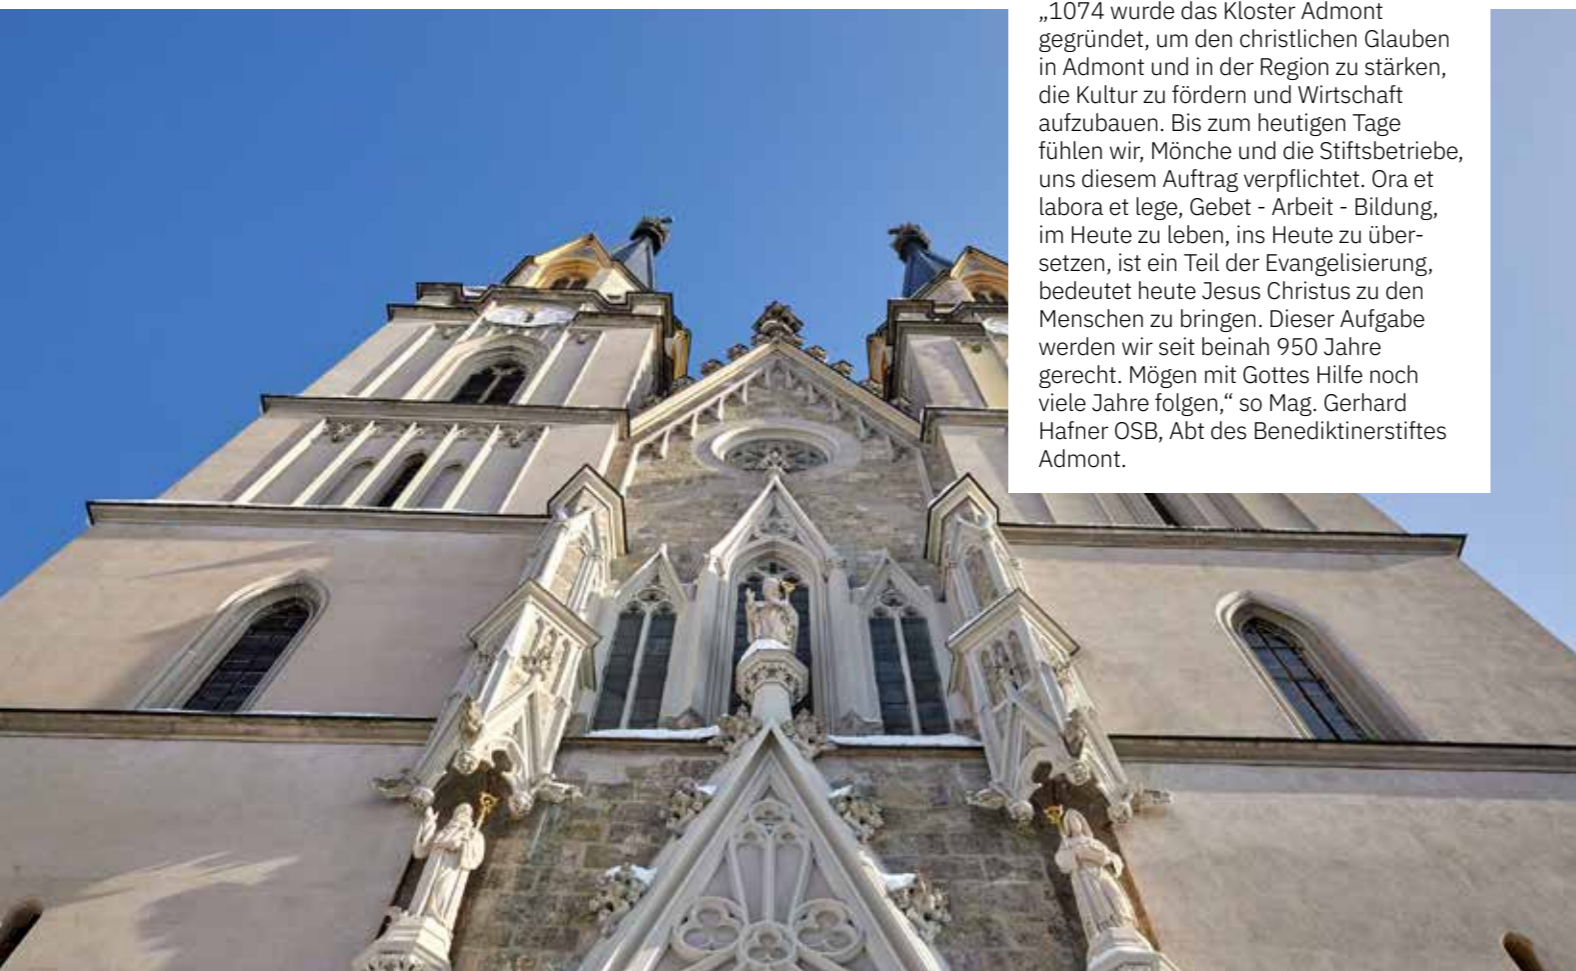 „1074 wurde das Kloster Admont
gegründet, um den christlichen Glauben
in Admont und in der Region zu stärken,
die Kultur zu fördern und Wirtschaft
aufzubauen. Bis zum heutigen Tage
fühlen wir, Mönche und die Stiftsbetriebe,
uns diesem Auftrag verpflichtet. Ora et
labora et lege, Gebet - Arbeit - Bildung,
im Heute zu leben, ins Heute zu über-
setzen, ist ein Teil der Evangelisierung,
bedeutet heute Jesus Christus zu den
Menschen zu bringen. Dieser Aufgabe
werden wir seit beinah 950 Jahre
gerecht. Mögen mit Gottes Hilfe noch
viele Jahre folgen,“ so Mag. Gerhard
Hafner OSB, Abt des Benediktinerstiftes
Admont.